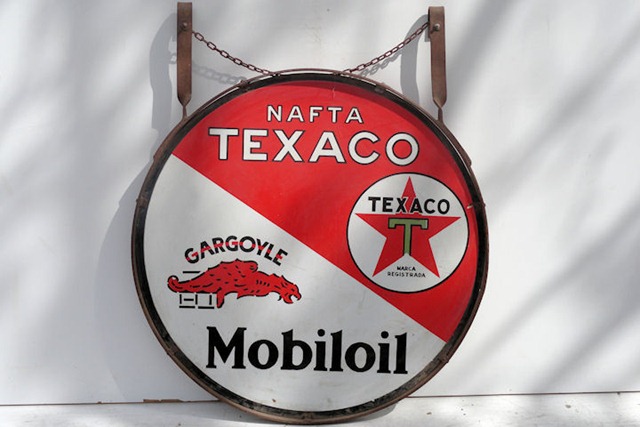 NAFTA
TEXACO
TEXACO
T
MARCA
REGISTRADA
GARGOYLE
Mobiloil